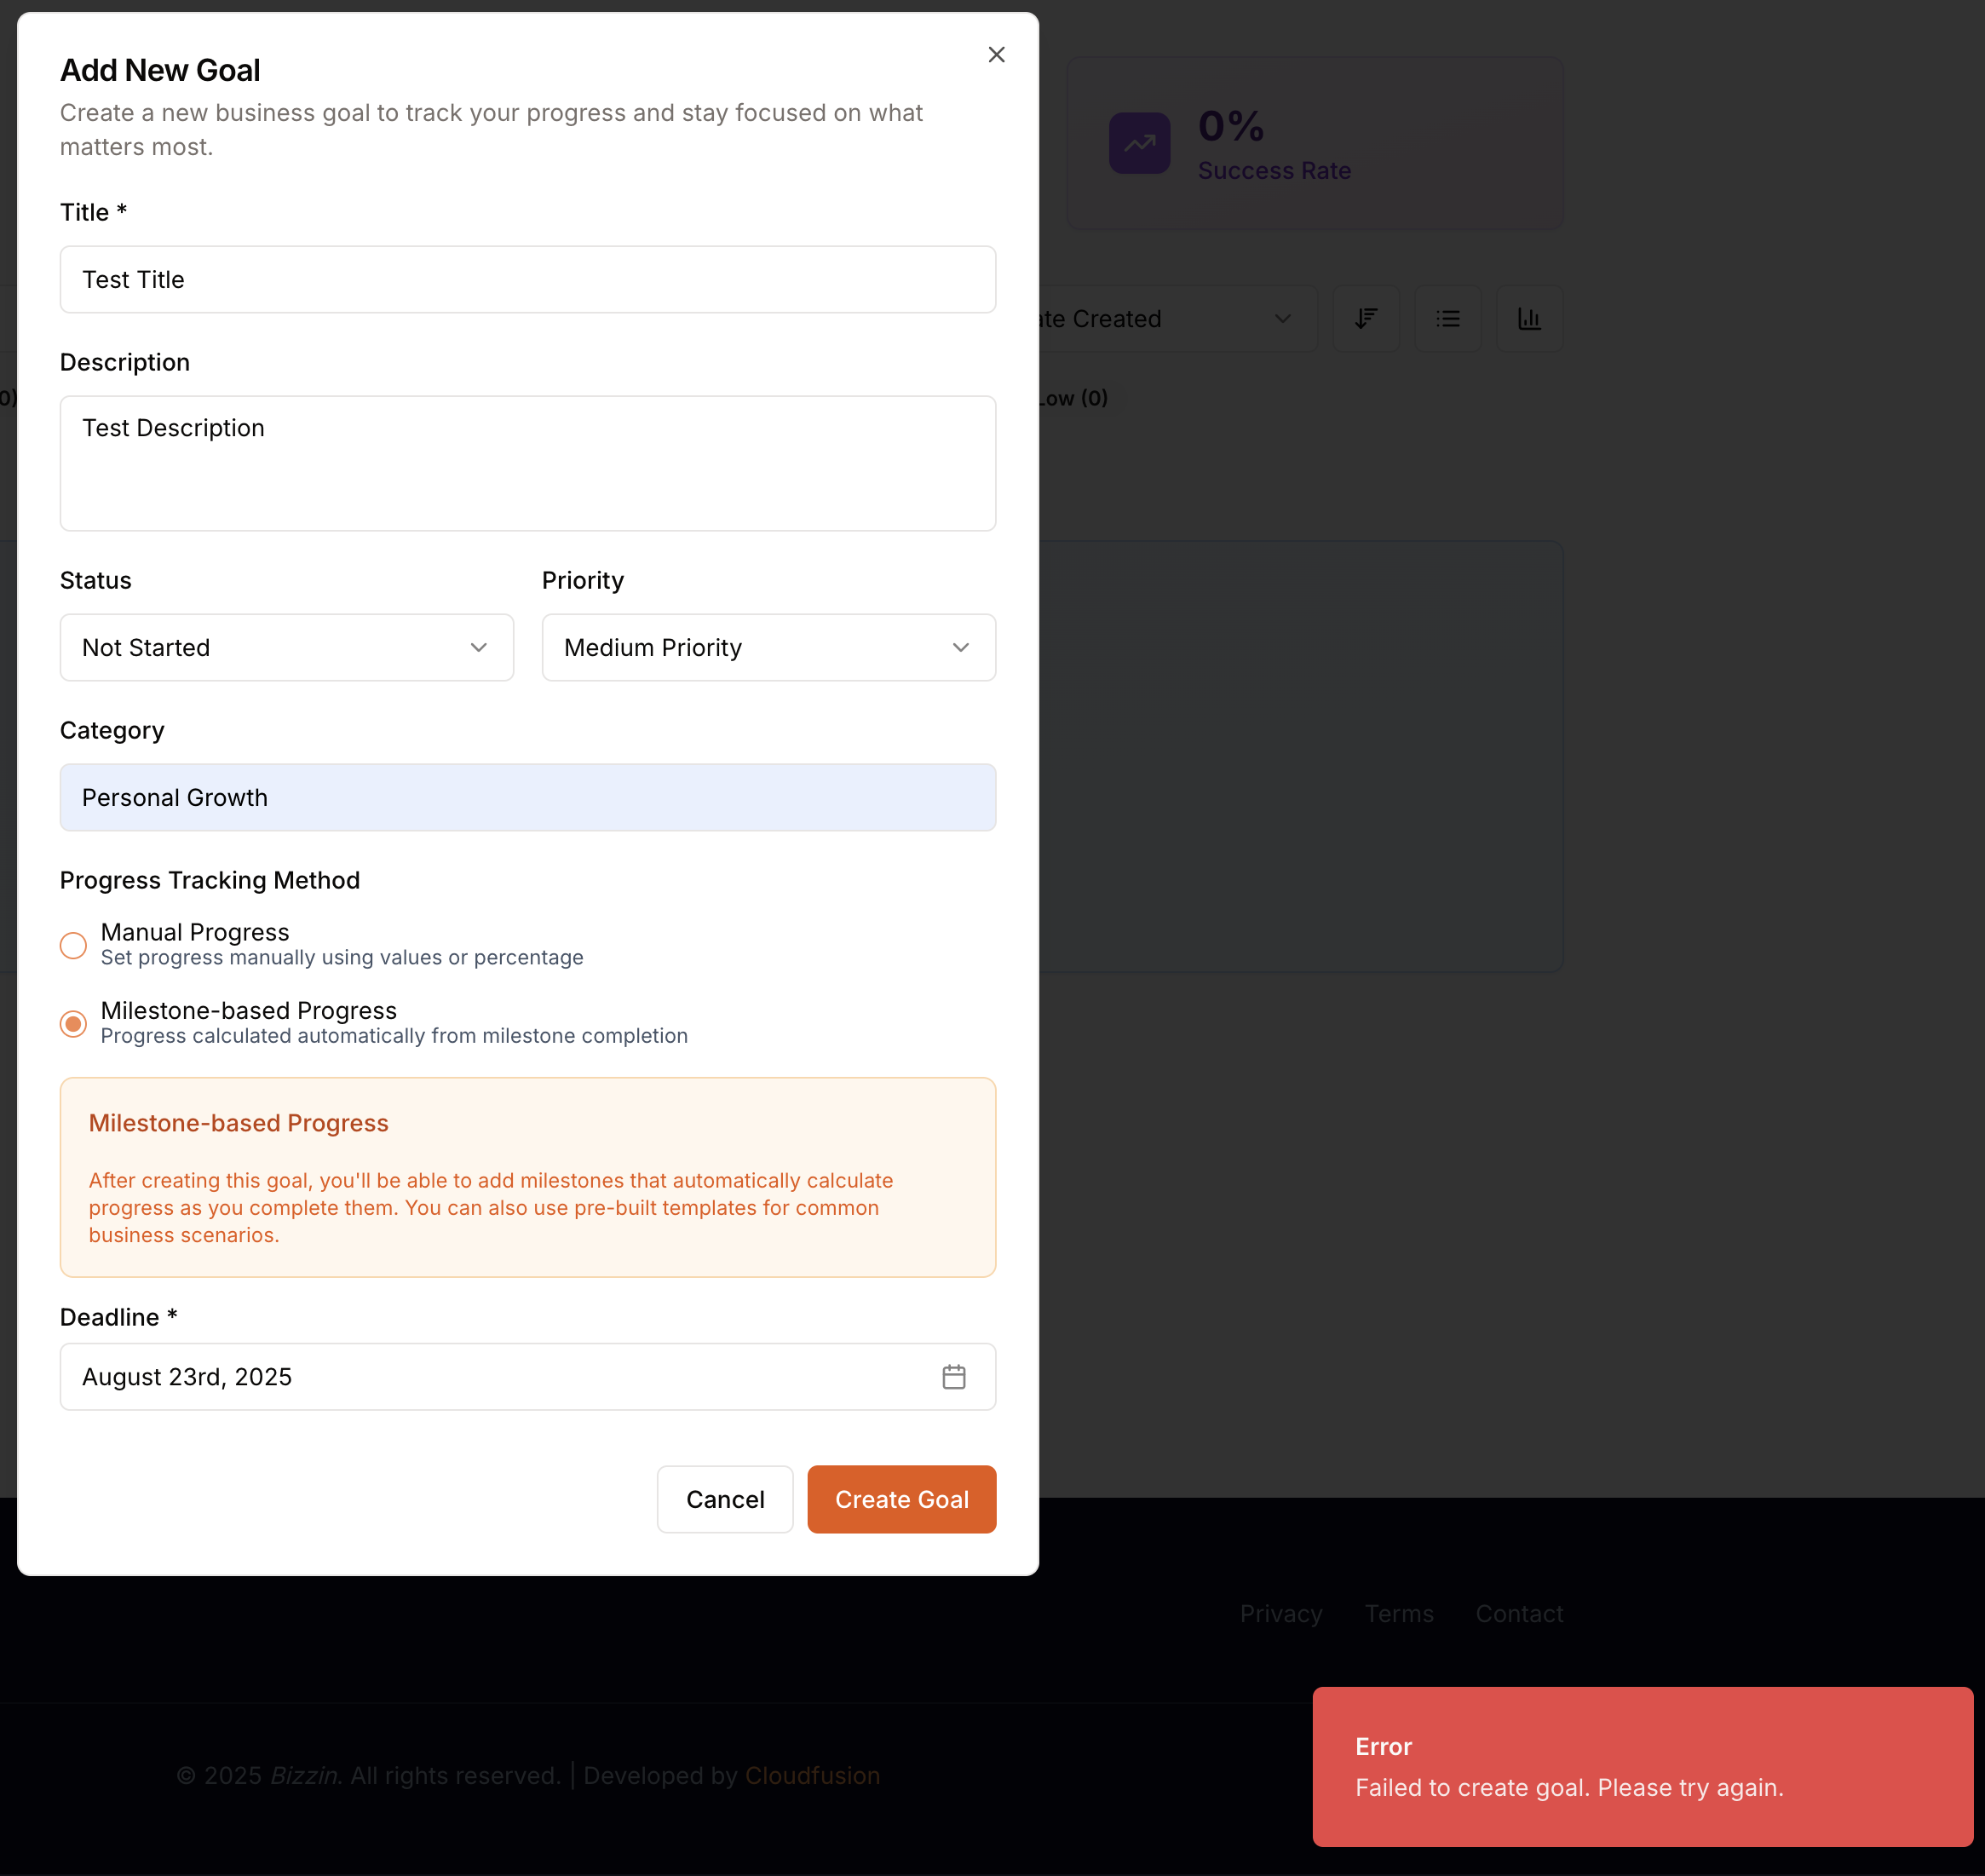 Add New Goal
Create a new business goal to track your progress and stay focused on what
matters most.
Title *
Test Title
Description
Test Description
Status
Priority
Not Started
Medium Priority
Category
Personal Growth
Progress Tracking Method
Manual Progress
Set progress manually using values or percentage
Milestone-based Progress
Progress calculated automatically from milestone completion
Milestone-based Progress
After creating this goal, you'll be able to add milestones that automatically calculate
progress as you complete them. You can also use pre-built templates for common
business scenarios.
Deadline *
August 23rd, 2025
Cancel
Create Goal
0%
Success Rate
Created
Low (0)
Privacy
Terms
Contact
© 2025 Bizzin. All rights reserved. | Developed by Cloudfusion
Error
Failed to create goal. Please try again.